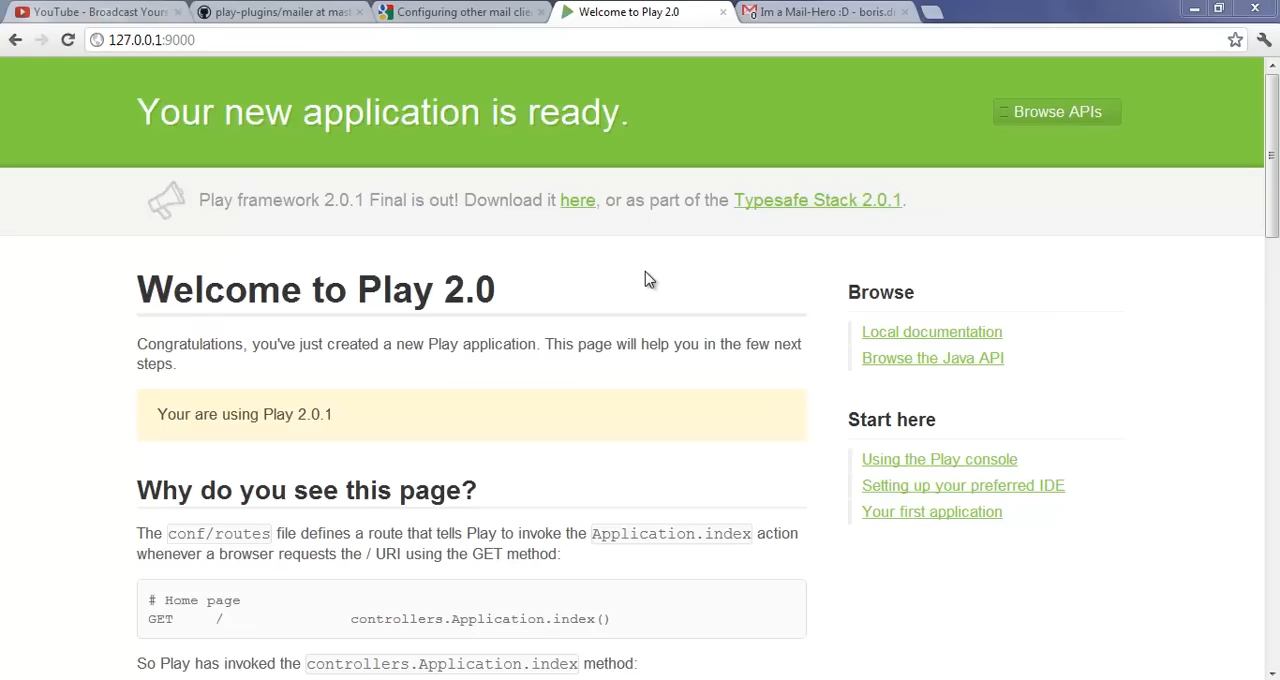 YouTube - Broadcast Yours
play-plugins/mailer at mast
Configuring other mail clie
Welcome to Play 2.0
Im a Mail-Hero :D - boris.d
127.0.0.1:9000
Your new application is ready.
Browse APIs
Play framework 2.0.1 Final is out! Download it here, or as part of the Typesafe Stack 2.0.1.
Welcome to Play 2.0
Congratulations, you've just created a new Play application. This page will help you in the few next
steps.
Your are using Play 2.0.1
Why do you see this page?
The conf/routes file defines a route that tells Play to invoke the Application.index action
whenever a browser requests the / URI using the GET method:
# Home page
GET / controllers.Application.index()
So Play has invoked the controllers.Application.index method:
Browse
Local documentation
Browse the Java API
Start here
Using the Play console
Setting up your preferred IDE
Your first application